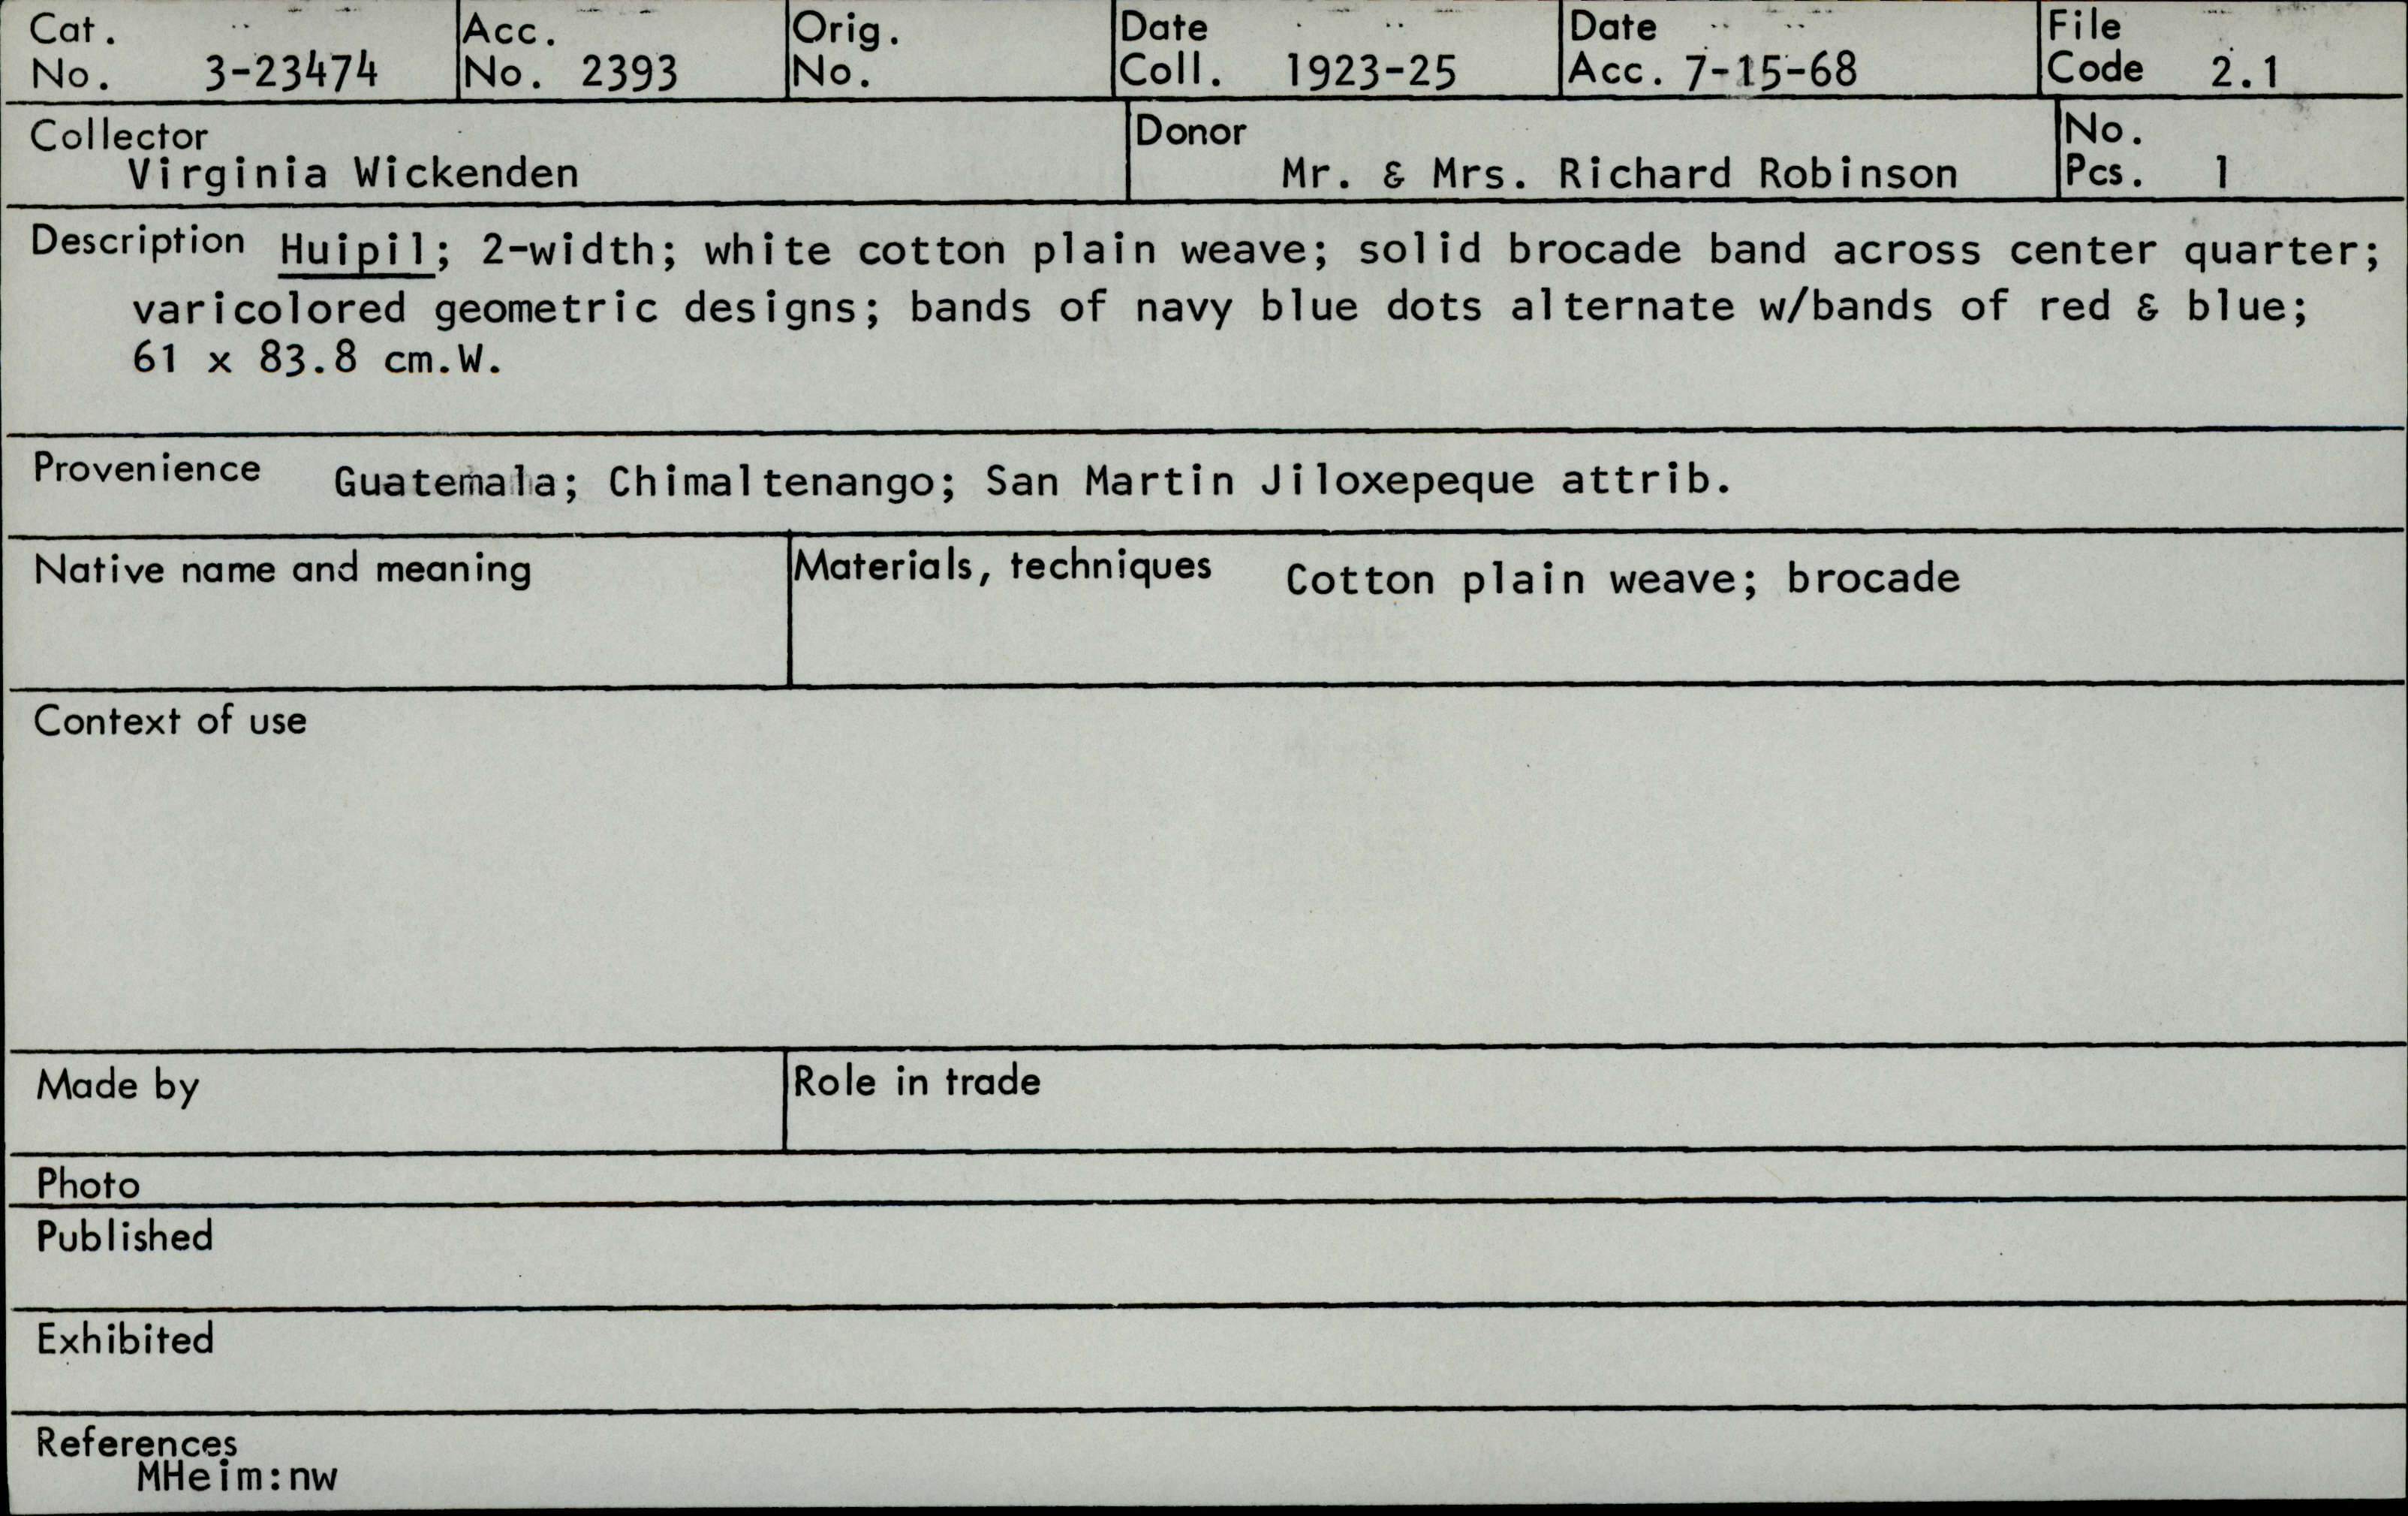 Cat. No. 3-23474 Acc. No. 2393 Orig. No. Date Coll. 1923-25 Date Acc. 7-15-68 File Code 2.1
Collector Virginia Wickenden Donor Mr. & Mrs. Richard Robinson No. Pcs. 1
Description Huipil; 2-width; white cotton plain weave; solid brocade band across center quarter;
varicolored geometric designs; bands of navy blue dots alternate w/bands of red & blue;
61 x 83.8 cm.W.
Provenience Guatemala; Chimaltenango; San Martin Jiloxepeque attrib.
Native name and meaning Materials, techniques Cotton plain weave; brocade
Context of use
Made by Role in trade
Photo
Published
Exhibited
References
MHeim:nw